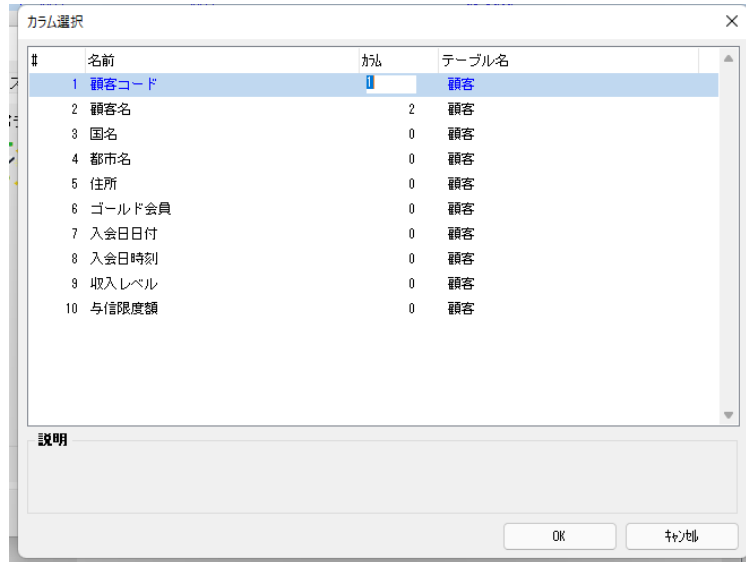 カラム選択
# 名前 ｶﾗﾑ テーブル名
1 顧客コード 1 顧客
2 顧客名 2 顧客
3 国名 0 顧客
4 都市名 0 顧客
5 住所 0 顧客
6 ゴールド会員 0 顧客
7 入会日日付 0 顧客
8 入会日時刻 0 顧客
9 収入レベル 0 顧客
10 与信限度額 0 顧客
説明
OK ｷｬﾝｾﾙ